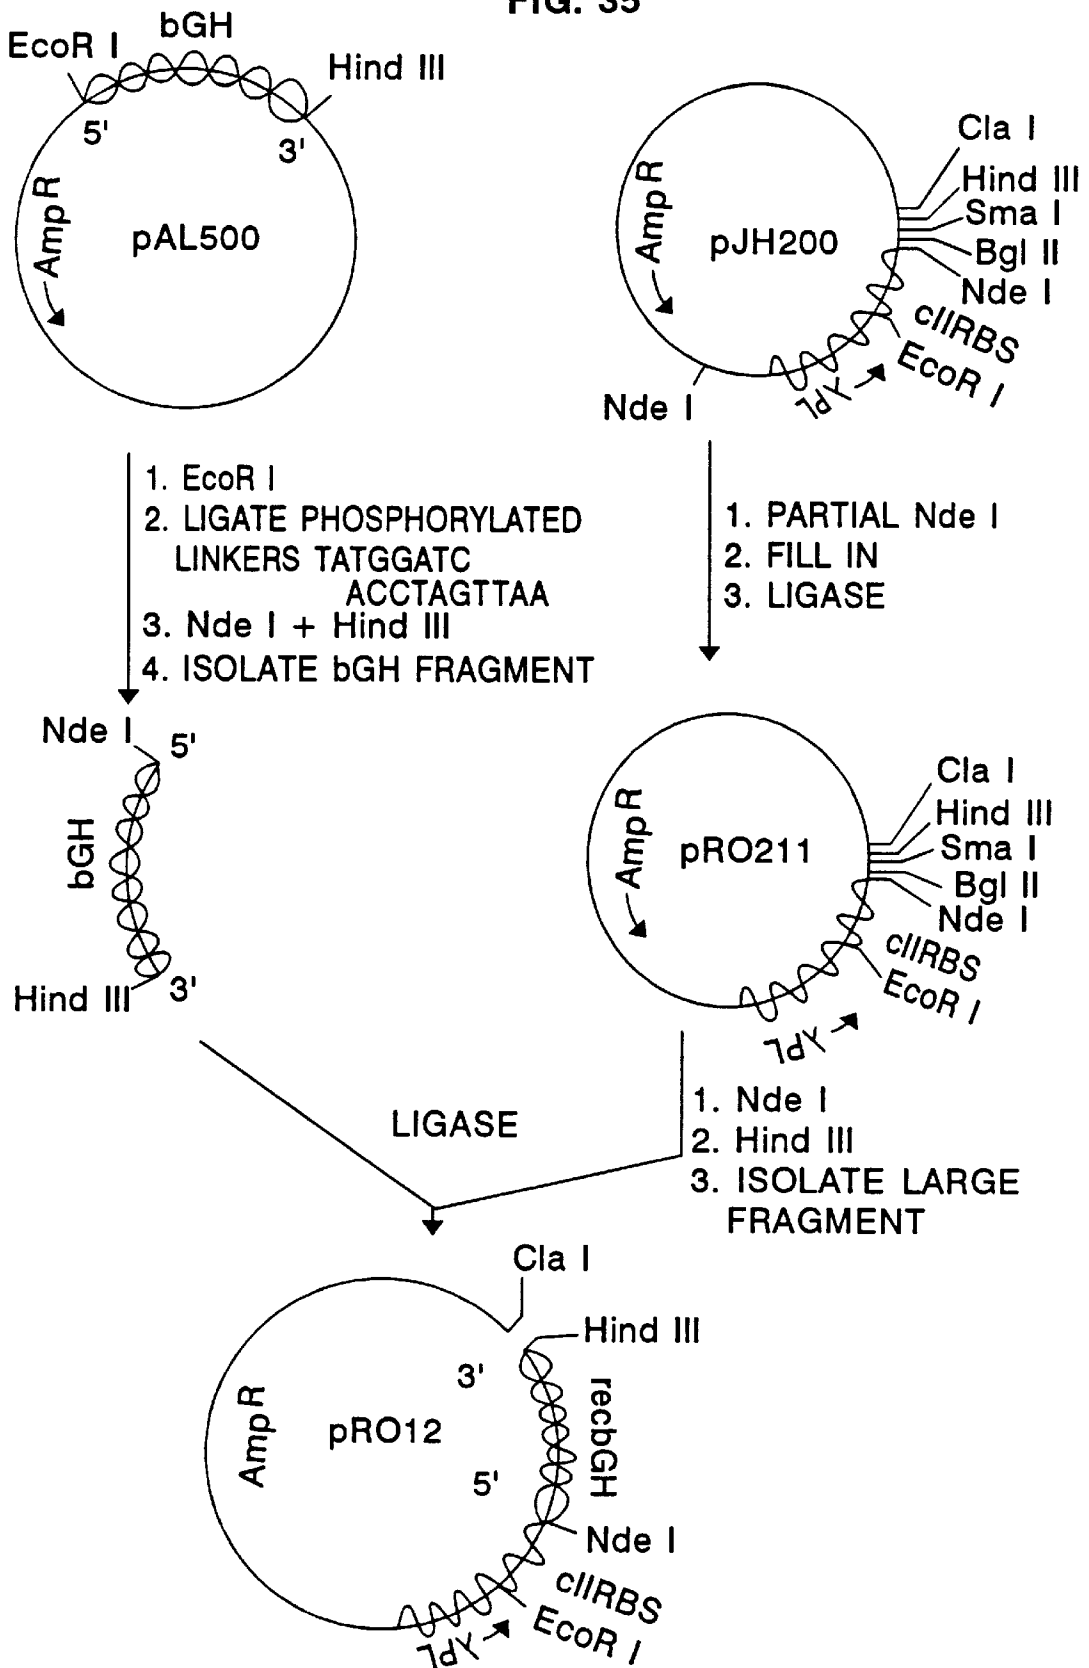 FIG. 35
bGH
EcoR I
Hind III
5'
3'
AmpR
pAL500
Cla I
Hind III
Sma I
Bgl II
Nde I
cIIRBS
EcoR I
λPL
Nde I
AmpR
pJH200
1. EcoR I
2. LIGATE PHOSPHORYLATED
LINKERS TATGGATC
ACCTAGTTAA
3. Nde I + Hind III
4. ISOLATE bGH FRAGMENT
1. PARTIAL Nde I
2. FILL IN
3. LIGASE
Nde I
5'
bGH
Hind III
3'
AmpR
pRO211
Cla I
Hind III
Sma I
Bgl II
Nde I
cIIRBS
EcoR I
λPL
LIGASE
1. Nde I
2. Hind III
3. ISOLATE LARGE
FRAGMENT
Cla I
Hind III
3'
recbGH
AmpR
pRO12
5'
Nde I
cIIRBS
EcoR I
λPL